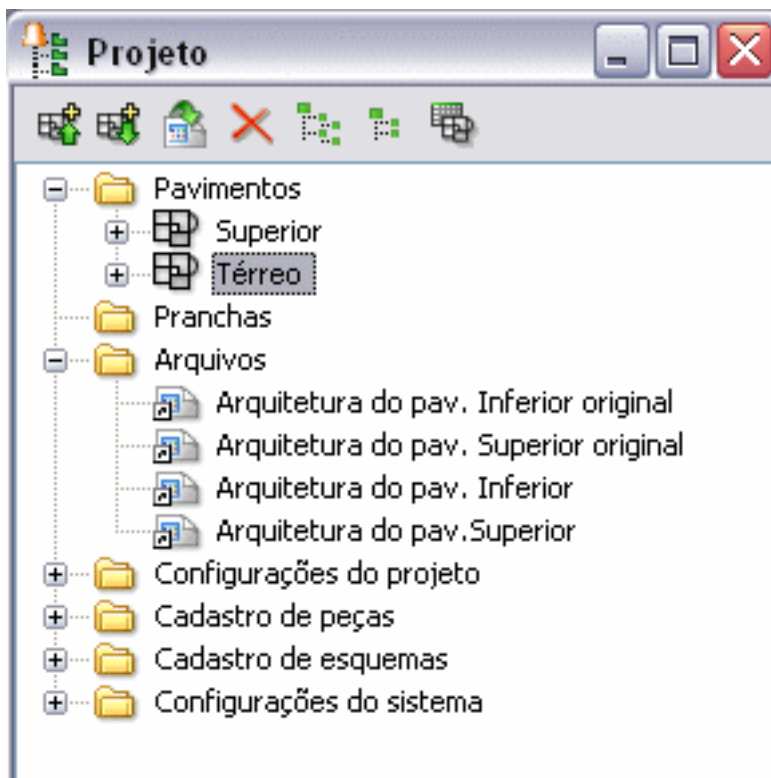 Projeto
Pavimentos
Superior
Térreo
Pranchas
Arquivos
Arquitetura do pav. Inferior original
Arquitetura do pav. Superior original
Arquitetura do pav. Inferior
Arquitetura do pav.Superior
Configurações do projeto
Cadastro de peças
Cadastro de esquemas
Configurações do sistema